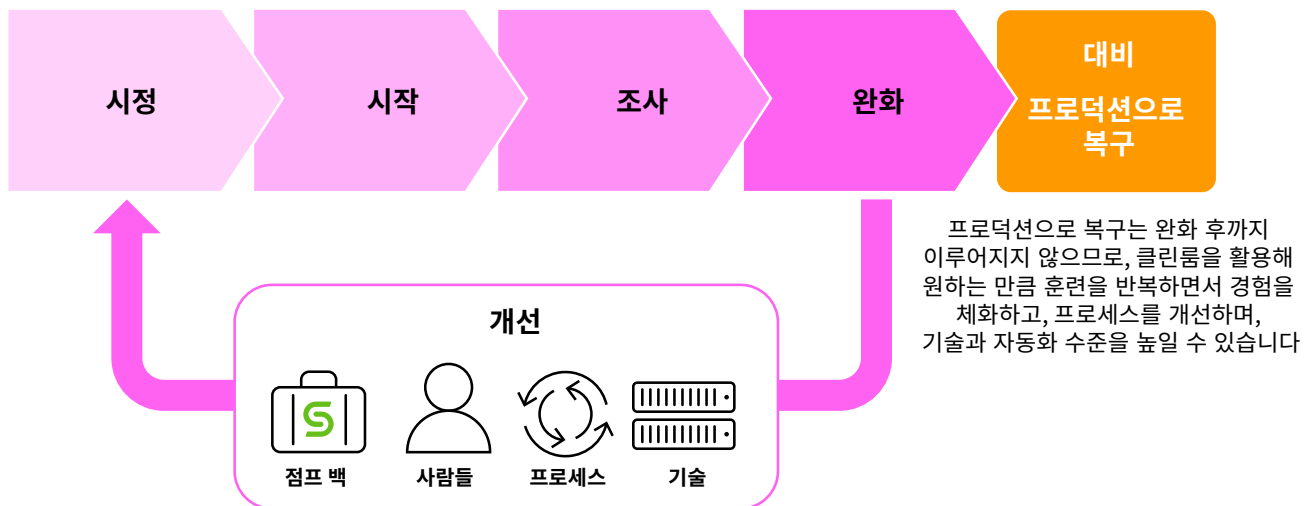 시정
시작
조사
완화
대비
프로덕션으로
복구
프로덕션으로 복구는 완화 후까지
이루어지지 않으므로, 클린룸을 활용해
원하는 만큼 훈련을 반복하면서 경험을
체화하고, 프로세스를 개선하며,
기술과 자동화 수준을 높일 수 있습니다
개선
점프 백
사람들
프로세스
기술